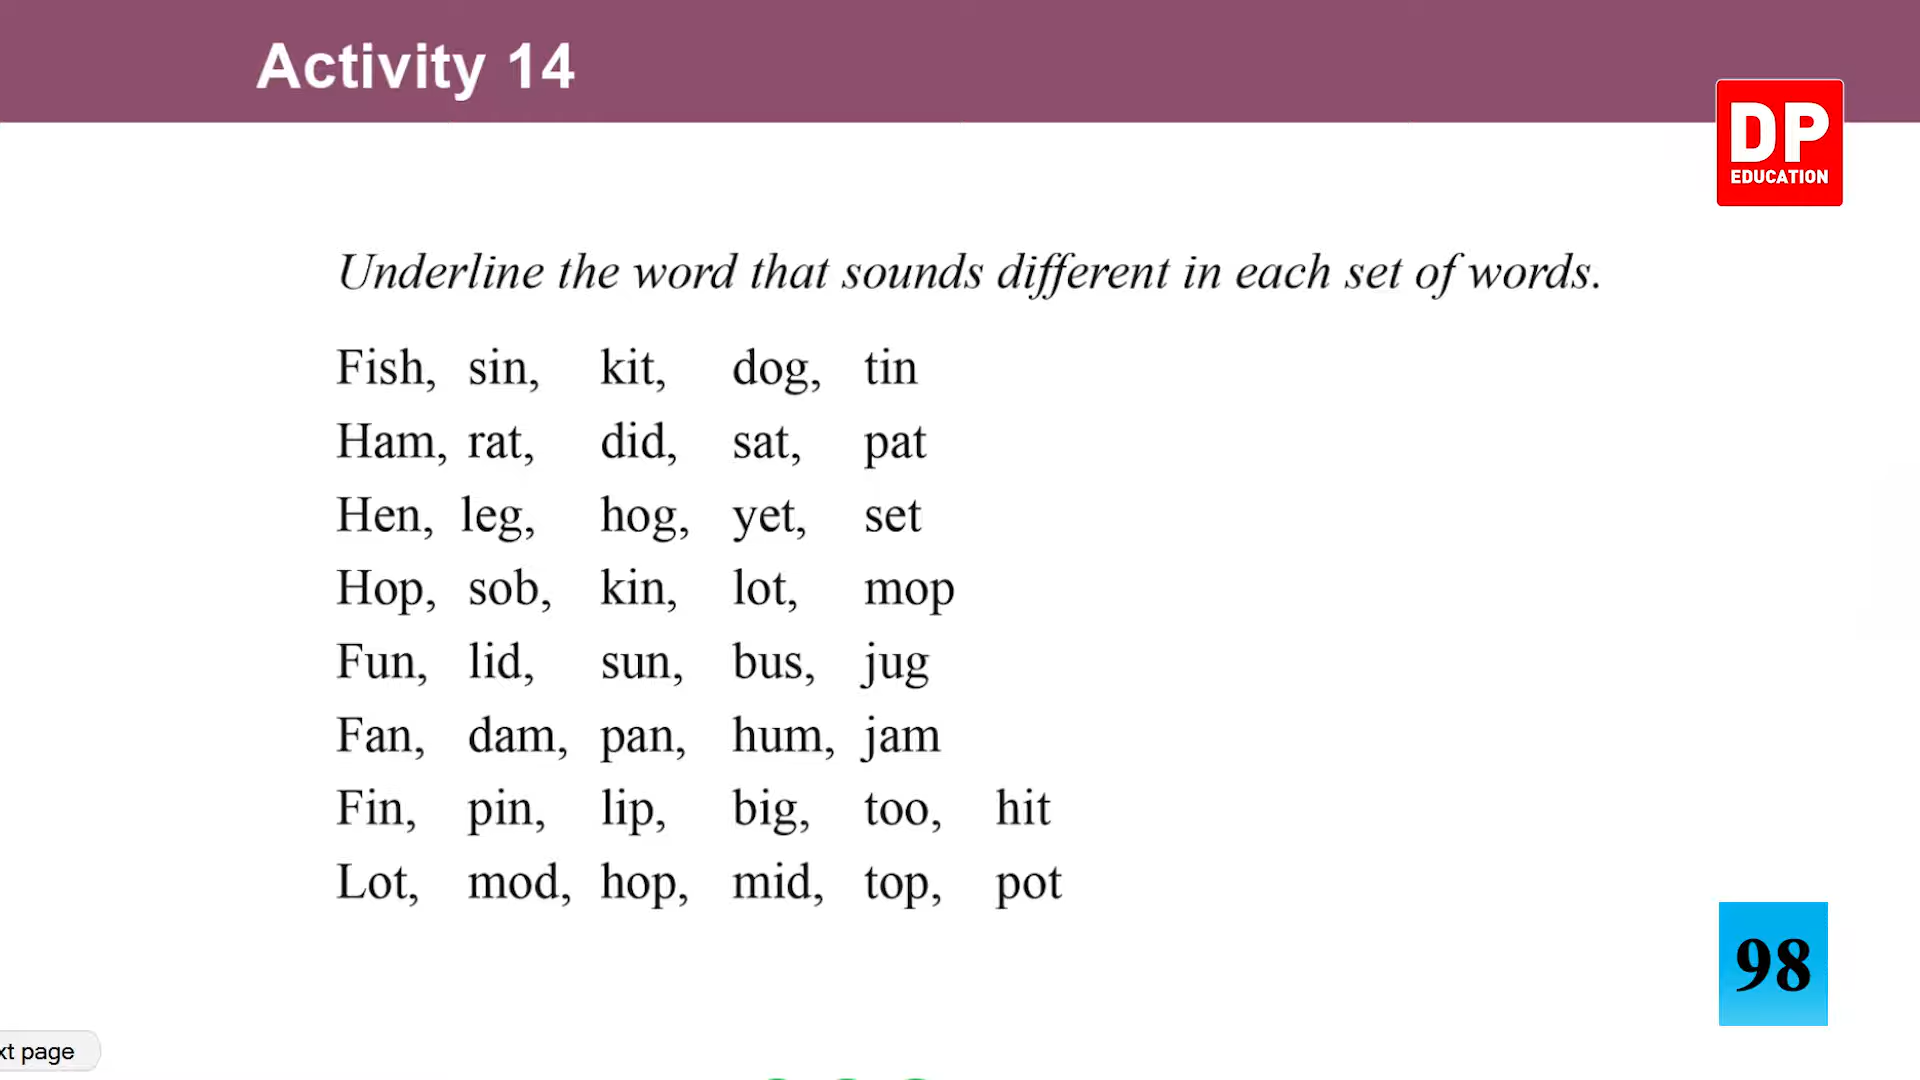 Activity 14
DP
EDUCATION
Underline the word that sounds different in each set of words.
Fish, sin, kit, dog, tin
Ham, rat, did, sat, pat
Hen, leg, hog, yet, set
Hop, sob, kin, lot, mop
Fun, lid, sun, bus, jug
Fan, dam, pan, hum, jam
Fin, pin, lip, big, too, hit
Lot, mod, hop, mid, top, pot
98
xt page